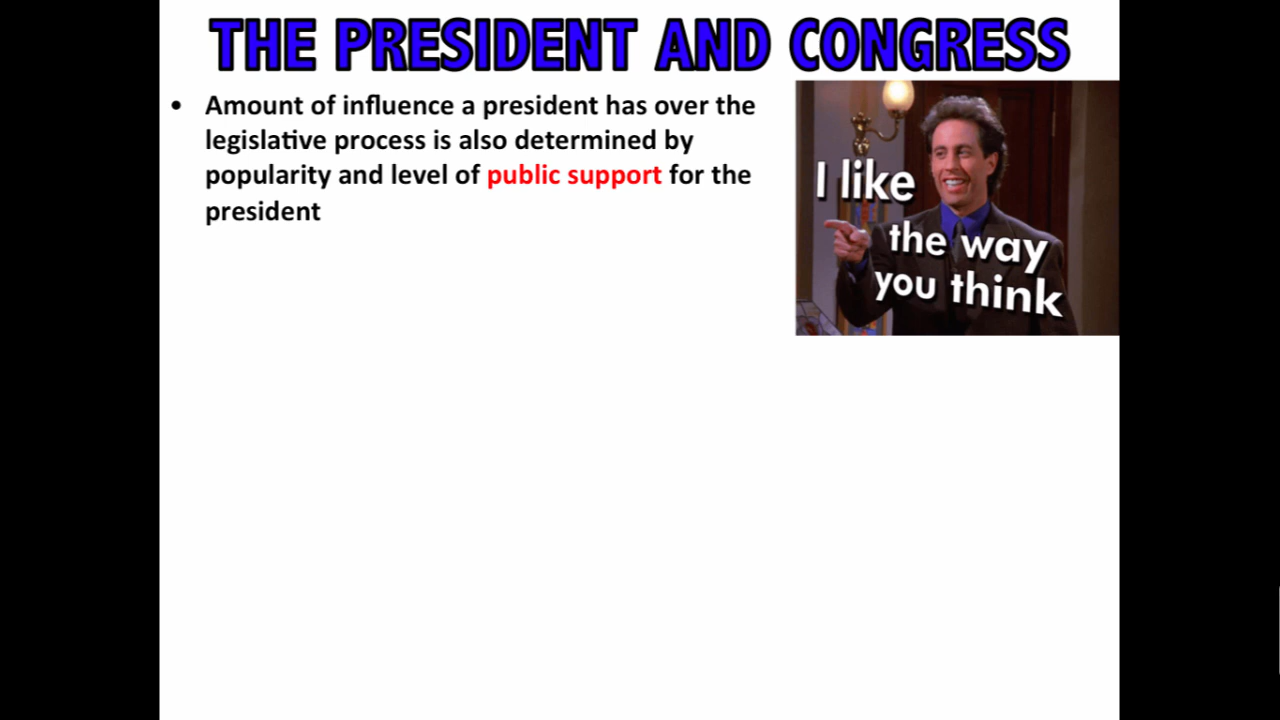 THE PRESIDENT AND CONGRESS
• Amount of influence a president has over the
legislative process is also determined by
popularity and level of public support for the
president
I like
the way
you think